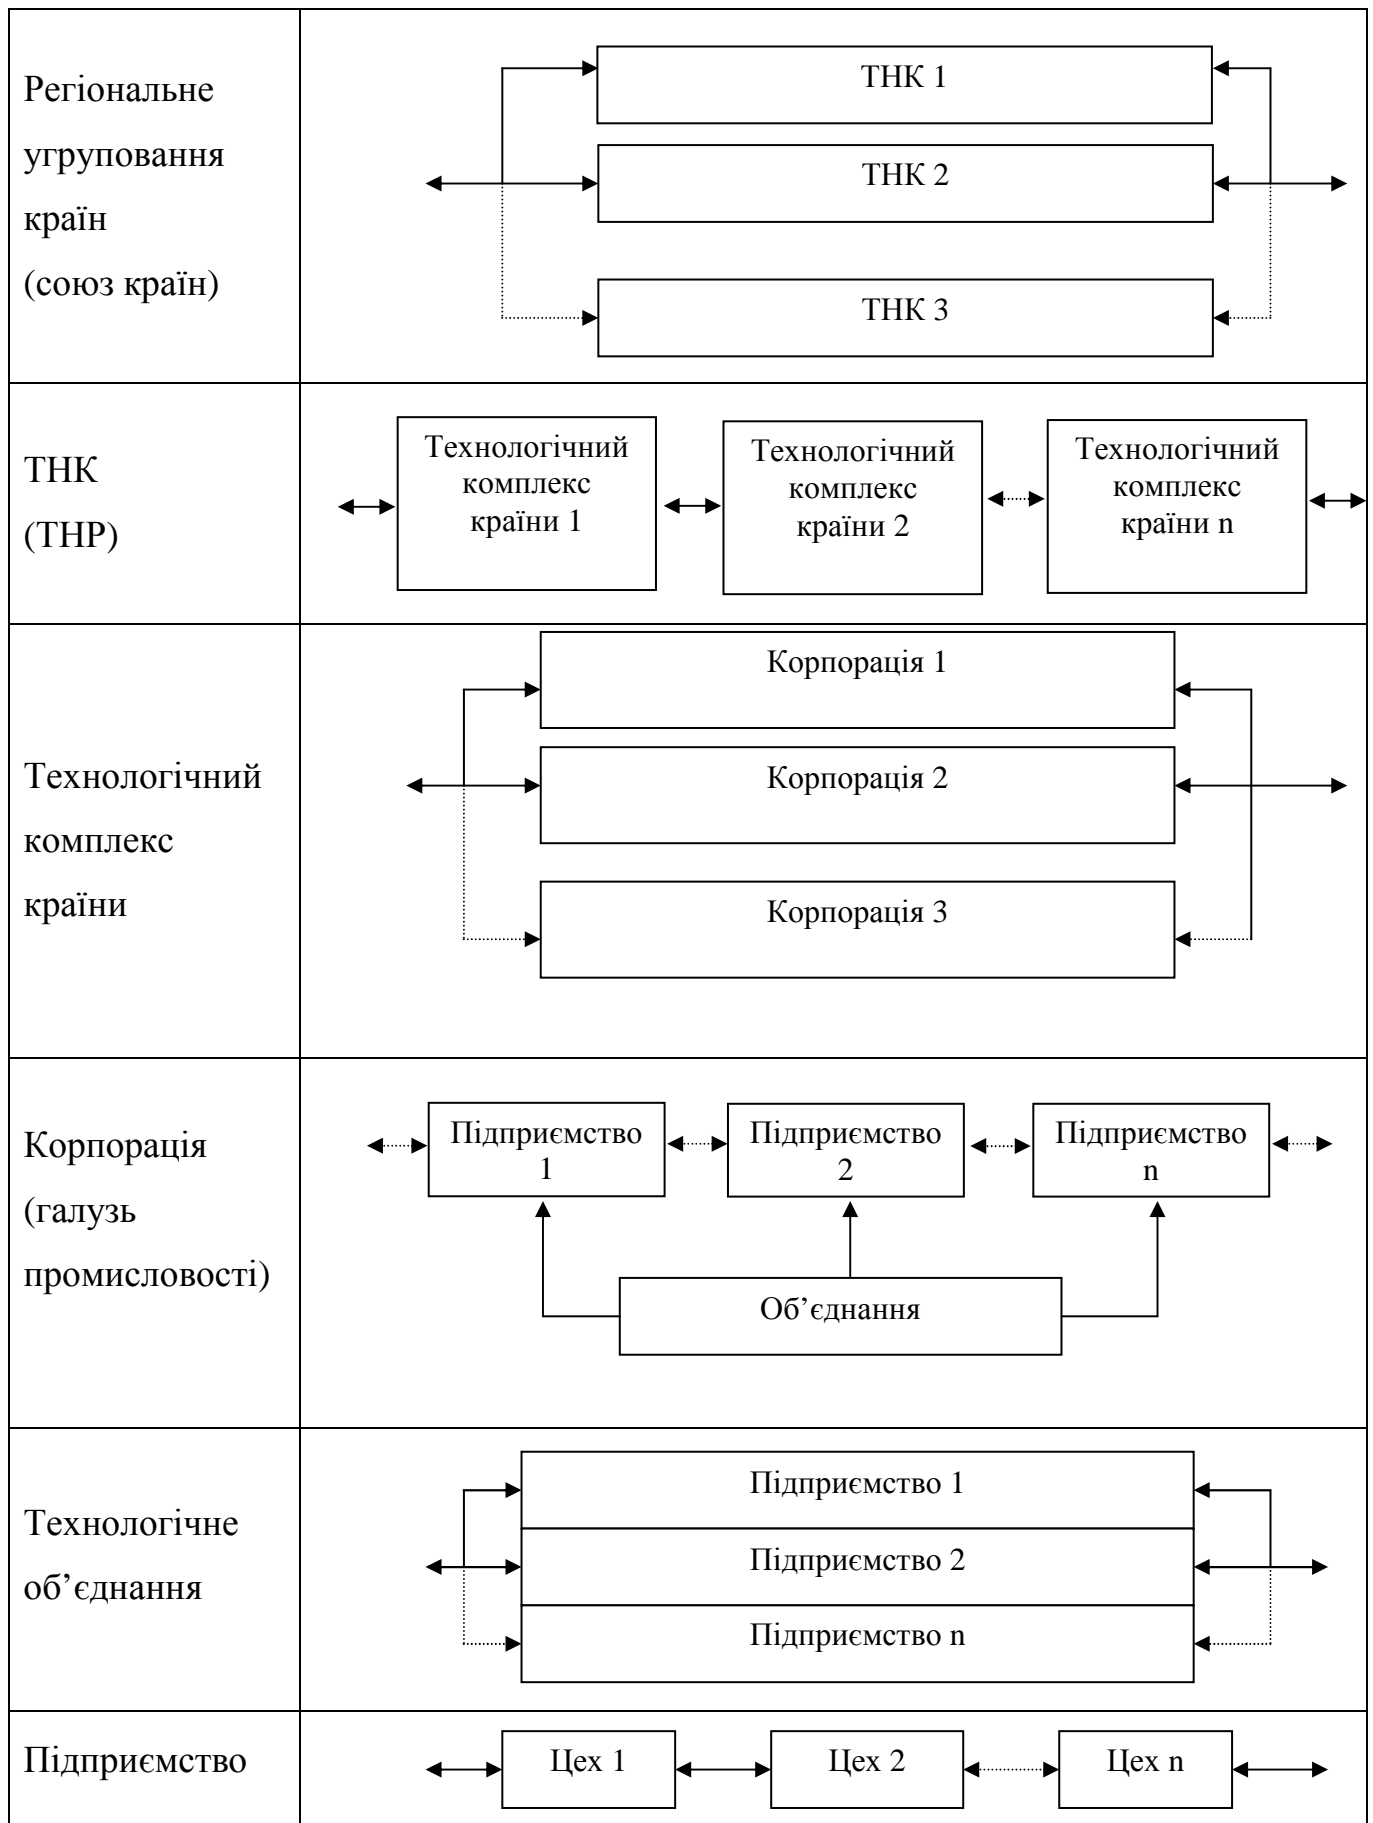 Регіональне
угруповання
країн
(союз країн)
ТНК 1
ТНК 2
ТНК 3
ТНК
(ТНР)
Технологічний
комплекс
країни 1
Технологічний
комплекс
країни 2
Технологічний
комплекс
країни n
Технологічний
комплекс
країни
Корпорація 1
Корпорація 2
Корпорація 3
Корпорація
(галузь
промисловості)
Підприємство
1
Підприємство
2
Підприємство
n
Об’єднання
Технологічне
об’єднання
Підприємство 1
Підприємство 2
Підприємство n
Підприємство
Цех 1
Цех 2
Цех n